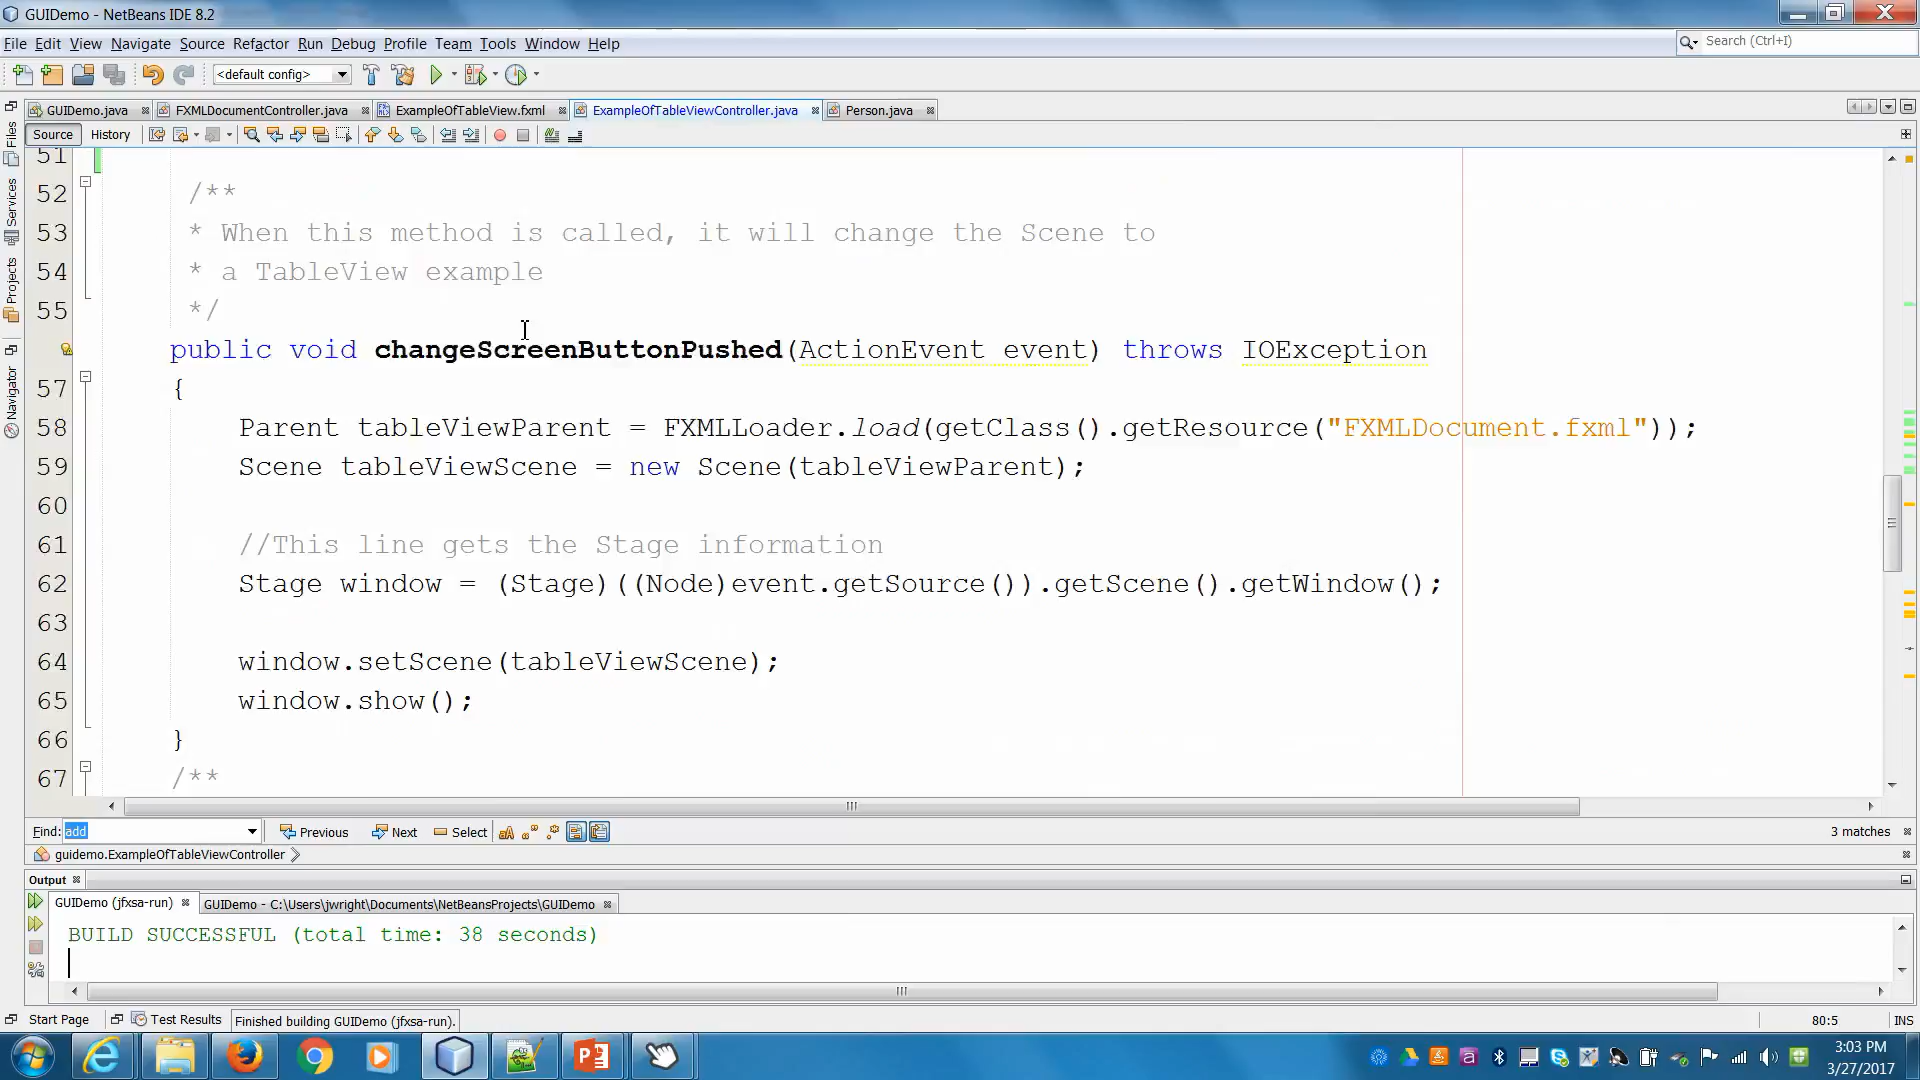 GUIDemo - NetBeans IDE 8.2
File Edit View Navigate Source Refactor Run Debug Profile Team Tools Window Help
Search (Ctrl+I)
<default config>
GUIDemo.java FXMLDocumentController.java ExampleOfTableView.fxml ExampleOfTableViewController.java Person.java
Source History
Files
Services
Projects
Navigator
51
52 /**
53 * When this method is called, it will change the Scene to
54 * a TableView example
55 */
public void changeScreenButtonPushed(ActionEvent event) throws IOException
57 {
58 Parent tableViewParent = FXMLLoader.load(getClass().getResource("FXMLDocument.fxml"));
59 Scene tableViewScene = new Scene(tableViewParent);
60
61 //This line gets the Stage information
62 Stage window = (Stage)((Node)event.getSource()).getScene().getWindow();
63
64 window.setScene(tableViewScene);
65 window.show();
66 }
67 /**
Find: add Previous Next Select 3 matches
guidemo.ExampleOfTableViewController
Output
GUIDemo (jfxsa-run) GUIDemo - C:\Users\jwright\Documents\NetBeansProjects\GUIDemo
BUILD SUCCESSFUL (total time: 38 seconds)
Start Page Test Results Finished building GUIDemo (jfxsa-run). 80:5 INS
3:03 PM
3/27/2017